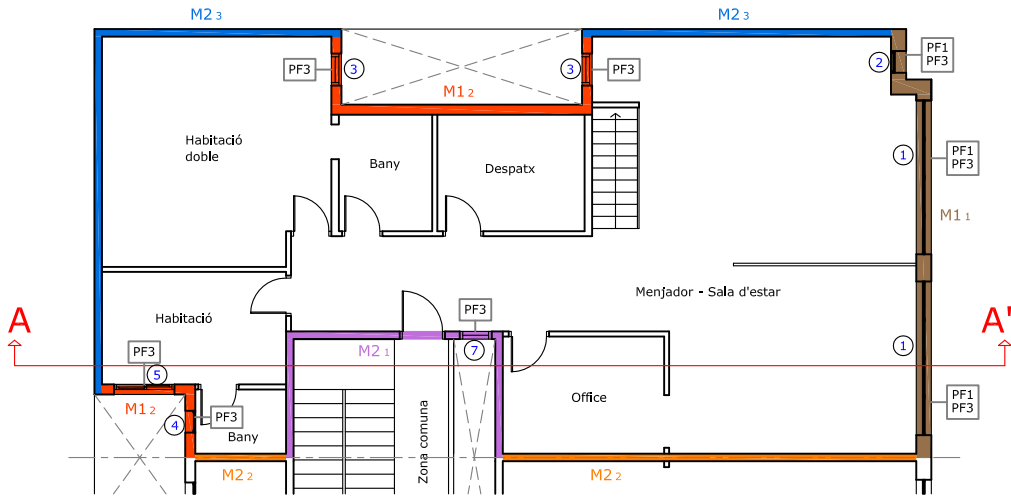 M2 3
M2 3
PF3
3
3
PF3
2
PF1
PF3
M1 2
Habitació
doble
Bany
Despatx
1
PF1
PF3
M1 1
Menjador - Sala d'estar
Habitació
PF3
A
A'
M2 1
7
1
PF3
5
M1 2
4
PF3
Bany
Zona comuna
Office
PF1
PF3
M2 2
M2 2